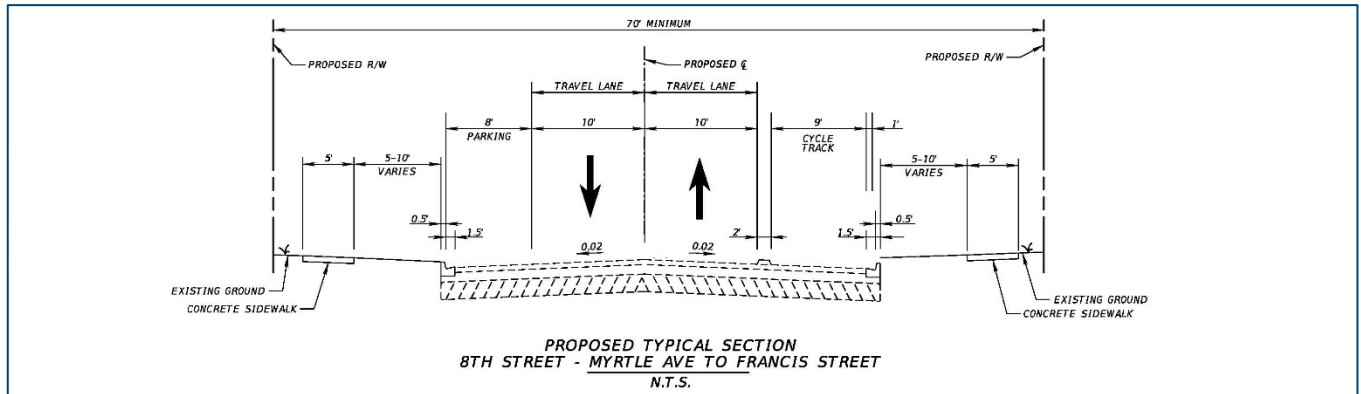 70' MINIMUM
PROPOSED R/W
PROPOSED ℄
PROPOSED R/W
TRAVEL LANE
TRAVEL LANE
8'
PARKING
10'
10'
9'
CYCLE
TRACK
1'
5'
5-10'
VARIES
5-10'
VARIES
5'
0.5'
1.5'
0.02
0.02
2'
1.5'
0.5'
EXISTING GROUND
CONCRETE SIDEWALK
EXISTING GROUND
CONCRETE SIDEWALK
PROPOSED TYPICAL SECTION
8TH STREET - MYRTLE AVE TO FRANCIS STREET
N.T.S.